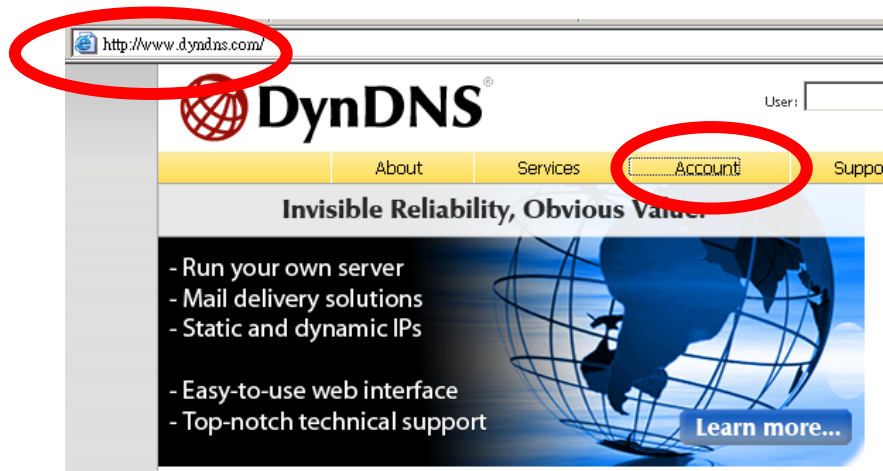 http://www.dyndns.com/
DynDNS®
User:
About Services Account Suppo
Invisible Reliability, Obvious Value.
- Run your own server
- Mail delivery solutions
- Static and dynamic IPs
- Easy-to-use web interface
- Top-notch technical support
Learn more...